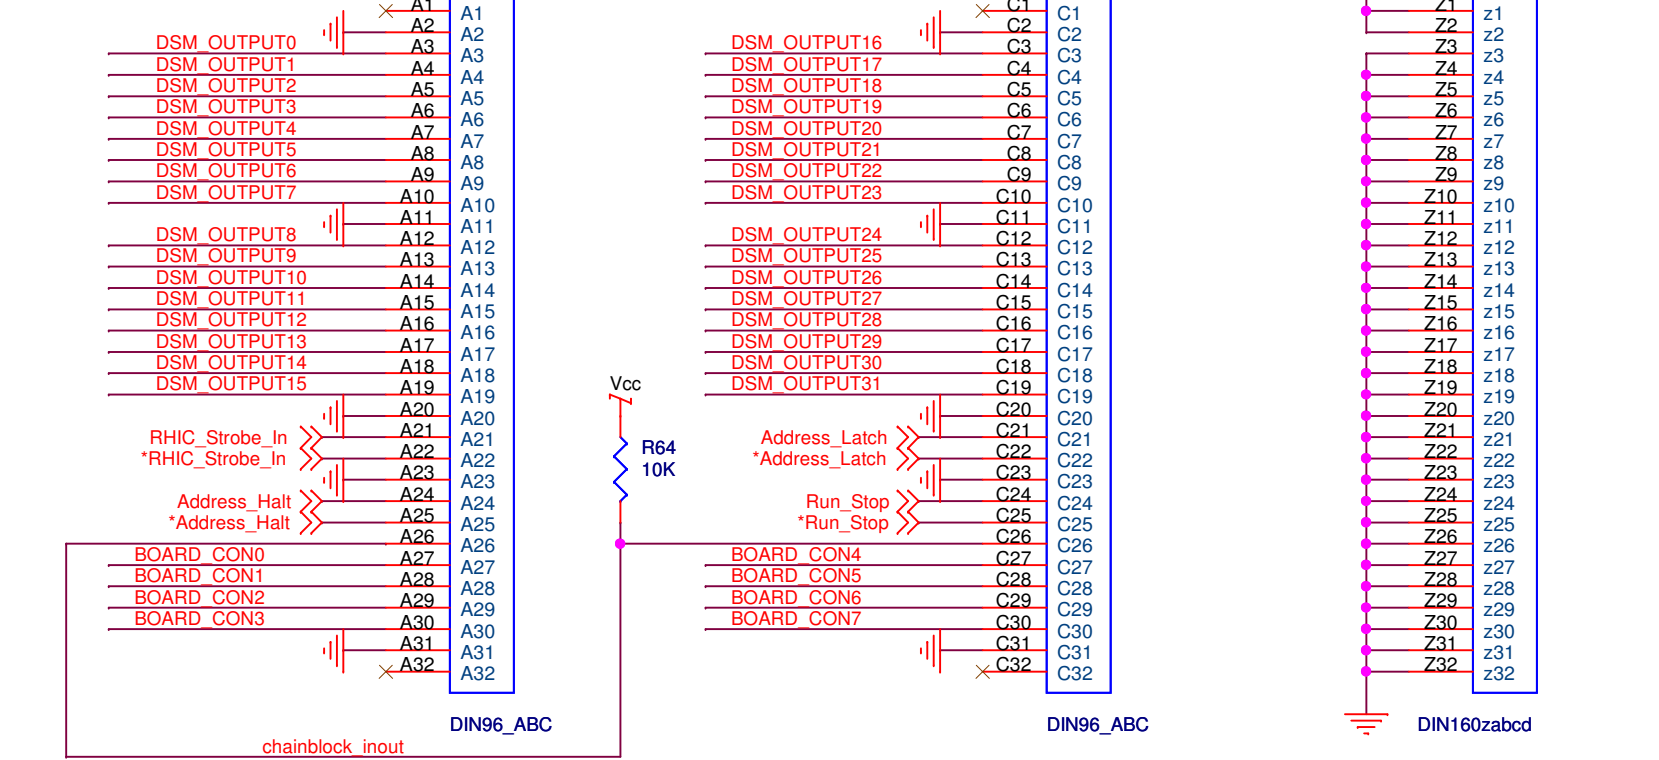 A1 A1
A2 A2
DSM_OUTPUT0 A3 A3
DSM_OUTPUT1 A4 A4
DSM_OUTPUT2 A5 A5
DSM_OUTPUT3 A6 A6
DSM_OUTPUT4 A7 A7
DSM_OUTPUT5 A8 A8
DSM_OUTPUT6 A9 A9
DSM_OUTPUT7 A10 A10
A11 A11
DSM_OUTPUT8 A12 A12
DSM_OUTPUT9 A13 A13
DSM_OUTPUT10 A14 A14
DSM_OUTPUT11 A15 A15
DSM_OUTPUT12 A16 A16
DSM_OUTPUT13 A17 A17
DSM_OUTPUT14 A18 A18
DSM_OUTPUT15 A19 A19
A20 A20
RHIC_Strobe_In A21 A21
*RHIC_Strobe_In A22 A22
A23 A23
Address_Halt A24 A24
*Address_Halt A25 A25
A26 A26
BOARD_CON0 A27 A27
BOARD_CON1 A28 A28
BOARD_CON2 A29 A29
BOARD_CON3 A30 A30
A31 A31
A32 A32
DIN96_ABC
chainblock_inout
Vcc
R64
10K
C1 C1
C2 C2
DSM_OUTPUT16 C3 C3
DSM_OUTPUT17 C4 C4
DSM_OUTPUT18 C5 C5
DSM_OUTPUT19 C6 C6
DSM_OUTPUT20 C7 C7
DSM_OUTPUT21 C8 C8
DSM_OUTPUT22 C9 C9
DSM_OUTPUT23 C10 C10
C11 C11
DSM_OUTPUT24 C12 C12
DSM_OUTPUT25 C13 C13
DSM_OUTPUT26 C14 C14
DSM_OUTPUT27 C15 C15
DSM_OUTPUT28 C16 C16
DSM_OUTPUT29 C17 C17
DSM_OUTPUT30 C18 C18
DSM_OUTPUT31 C19 C19
C20 C20
Address_Latch C21 C21
*Address_Latch C22 C22
C23 C23
Run_Stop C24 C24
*Run_Stop C25 C25
C26 C26
BOARD_CON4 C27 C27
BOARD_CON5 C28 C28
BOARD_CON6 C29 C29
BOARD_CON7 C30 C30
C31 C31
C32 C32
DIN96_ABC
Z1 z1
Z2 z2
Z3 z3
Z4 z4
Z5 z5
Z6 z6
Z7 z7
Z8 z8
Z9 z9
Z10 z10
Z11 z11
Z12 z12
Z13 z13
Z14 z14
Z15 z15
Z16 z16
Z17 z17
Z18 z18
Z19 z19
Z20 z20
Z21 z21
Z22 z22
Z23 z23
Z24 z24
Z25 z25
Z26 z26
Z27 z27
Z28 z28
Z29 z29
Z30 z30
Z31 z31
Z32 z32
DIN160zabcd